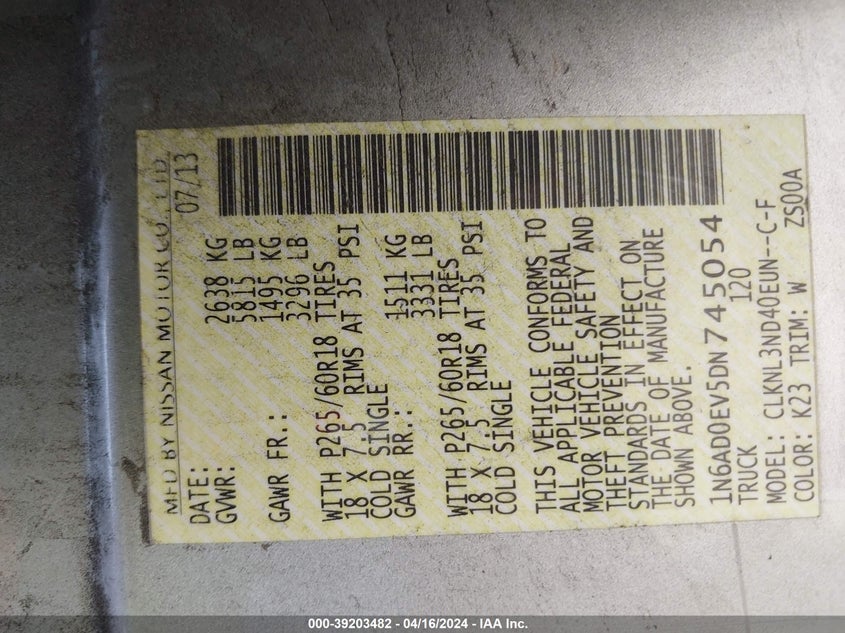 MFD BY NISSAN MOTOR CO., LTD
DATE: 07/13
GVWR: 2638 KG
5815 LB
GAWR FR.: 1495 KG
3296 LB
WITH P265/60R18 TIRES
18 X 7.5 RIMS AT 35 PSI
COLD SINGLE
GAWR RR.: 1511 KG
3331 LB
WITH P265/60R18 TIRES
18 X 7.5 RIMS AT 35 PSI
COLD SINGLE
THIS VEHICLE CONFORMS TO
ALL APPLICABLE FEDERAL
MOTOR VEHICLE SAFETY AND
THEFT PREVENTION
STANDARDS IN EFFECT ON
THE DATE OF MANUFACTURE
SHOWN ABOVE.
1N6AD0EV5DN745054
TRUCK 120
MODEL: CLKNL3ND40EUN--C-F
COLOR: K23 TRIM: W ZS00A
000-39203482 - 04/16/2024 - IAA Inc.